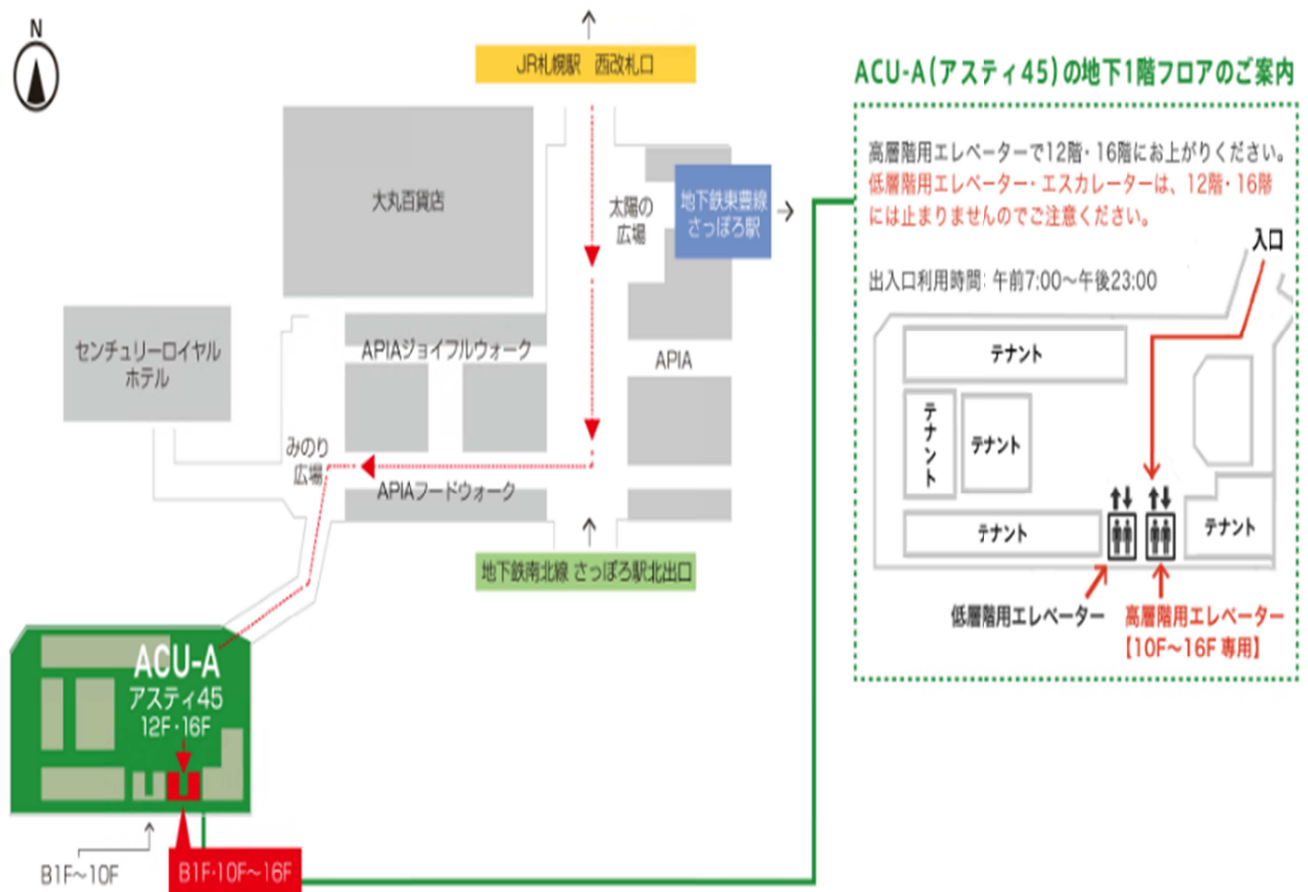 N
JR札幌駅 西改札口
大丸百貨店
太陽の
広場
地下鉄東豊線
さっぽろ駅
センチュリーロイヤル
ホテル
APIAジョイフルウォーク
APIA
みのり
広場
APIAフードウォーク
地下鉄南北線 さっぽろ駅北出口
ACU-A
アスティ45
12F・16F
B1F～10F
B1F・10F～16F
ACU-A(アスティ45)の地下1階フロアのご案内
高層階用エレベーターで12階・16階にお上がりください。
低層階用エレベーター・エスカレーターは、12階・16階
には止まりませんのでご注意ください。
入口
出入口利用時間: 午前7:00～午後23:00
テナント
テナント
テナント
テナント
テナント
低層階用エレベーター
高層階用エレベーター
【10F～16F 専用】